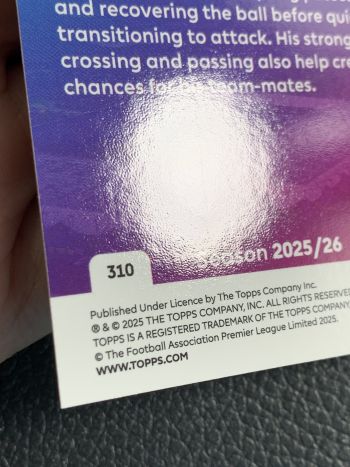 and recovering the ball before qui
transitioning to attack. His strong
crossing and passing also help cre
chances for his team-mates.
Season 2025/26
310
Published Under Licence by The Topps Company Inc.
® & © 2025 THE TOPPS COMPANY, INC. ALL RIGHTS RESERVED
TOPPS IS A REGISTERED TRADEMARK OF THE TOPPS COMPANY
© The Football Association Premier League Limited 2025.
WWW.TOPPS.COM